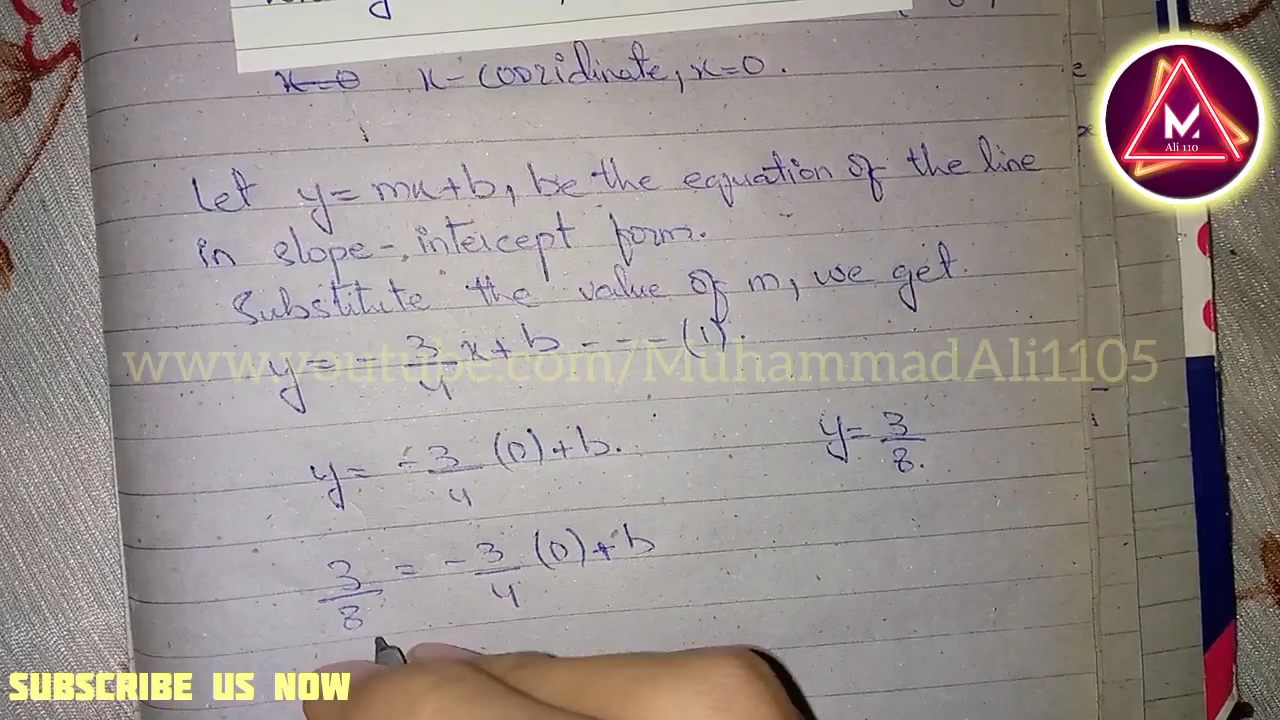 x=0 x-coozidinate, x=0.
Let y=mx+b, be the equation of the line
in slope-intercept form.
Substitute the value of m, we get.
y= -3/4 x+b - - - (1).
www.youtube.com/MuhammadAli1105
y= -3/4 (0)+b. y= 3/8.
3/8 = -3/4 (0)+b
M
Ali 110
SUBSCRIBE US NOW